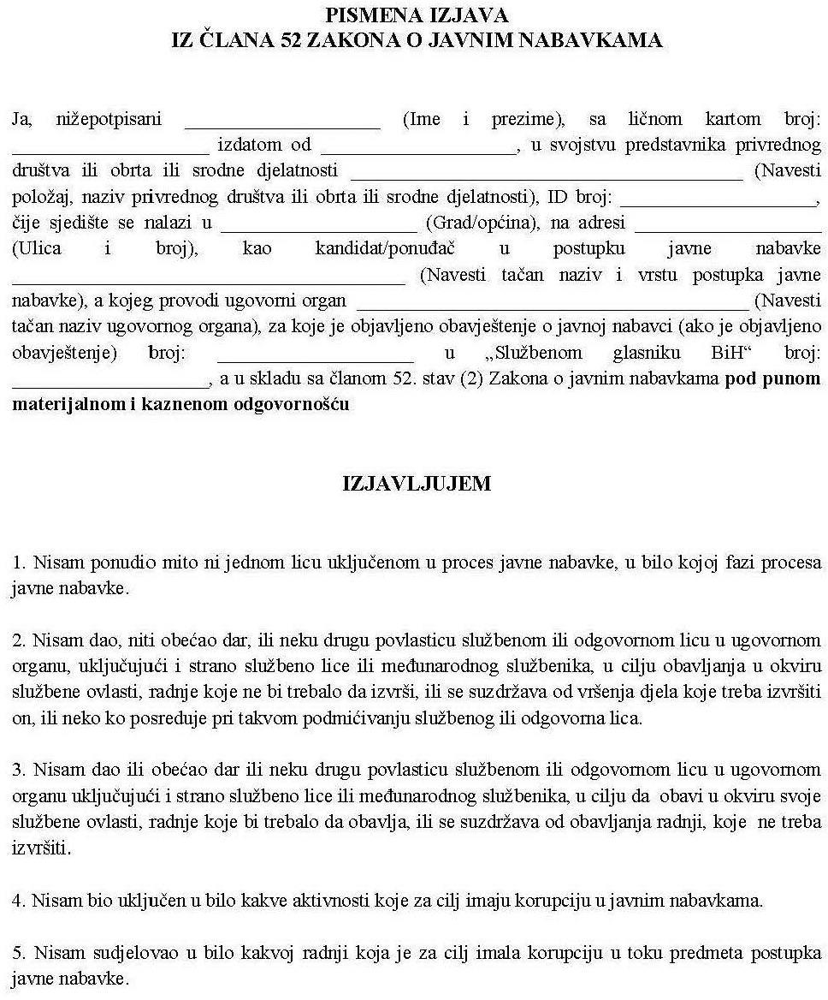 PISMENA IZJAVA
IZ ČLANA 52 ZAKONA O JAVNIM NABAVKAMA
Ja, nižepotpisani ______________________ (Ime i prezime), sa ličnom kartom broj:
______________________ izdatom od ______________________, u svojstvu predstavnika privrednog
društva ili obrta ili srodne djelatnosti ____________________________________________ (Navesti
položaj, naziv privrednog društva ili obrta ili srodne djelatnosti), ID broj: ______________________,
čije sjedište se nalazi u ______________________ (Grad/općina), na adresi _____________________
(Ulica i broj), kao kandidat/ponuđač u postupku javne nabavke
____________________________________________ (Navesti tačan naziv i vrstu postupka javne
nabavke), a kojeg provodi ugovorni organ ____________________________________________ (Navesti
tačan naziv ugovornog organa), za koje je objavljeno obavještenje o javnoj nabavci (ako je objavljeno
obavještenje) broj: ______________________ u „Službenom glasniku BiH“ broj:
______________________, a u skladu sa članom 52. stav (2) Zakona o javnim nabavkama pod punom
materijalnom i kaznenom odgovornošću
IZJAVLJUJEM
1. Nisam ponudio mito ni jednom licu uključenom u proces javne nabavke, u bilo kojoj fazi procesa
javne nabavke.
2. Nisam dao, niti obećao dar, ili neku drugu povlasticu službenom ili odgovornom licu u ugovornom
organu, uključujući i strano službeno lice ili međunarodnog službenika, u cilju obavljanja u okviru
službene ovlasti, radnje koje ne bi trebalo da izvrši, ili se suzdržava od vršenja djela koje treba izvršiti
on, ili neko ko posreduje pri takvom podmićivanju službenog ili odgovorna lica.
3. Nisam dao ili obećao dar ili neku drugu povlasticu službenom ili odgovornom licu u ugovornom
organu uključujući i strano službeno lice ili međunarodnog službenika, u cilju da obavi u okviru svoje
službene ovlasti, radnje koje bi trebalo da obavlja, ili se suzdržava od obavljanja radnji, koje ne treba
izvršiti.
4. Nisam bio uključen u bilo kakve aktivnosti koje za cilj imaju korupciju u javnim nabavkama.
5. Nisam sudjelovao u bilo kakvoj radnji koja je za cilj imala korupciju u toku predmeta postupka
javne nabavke.